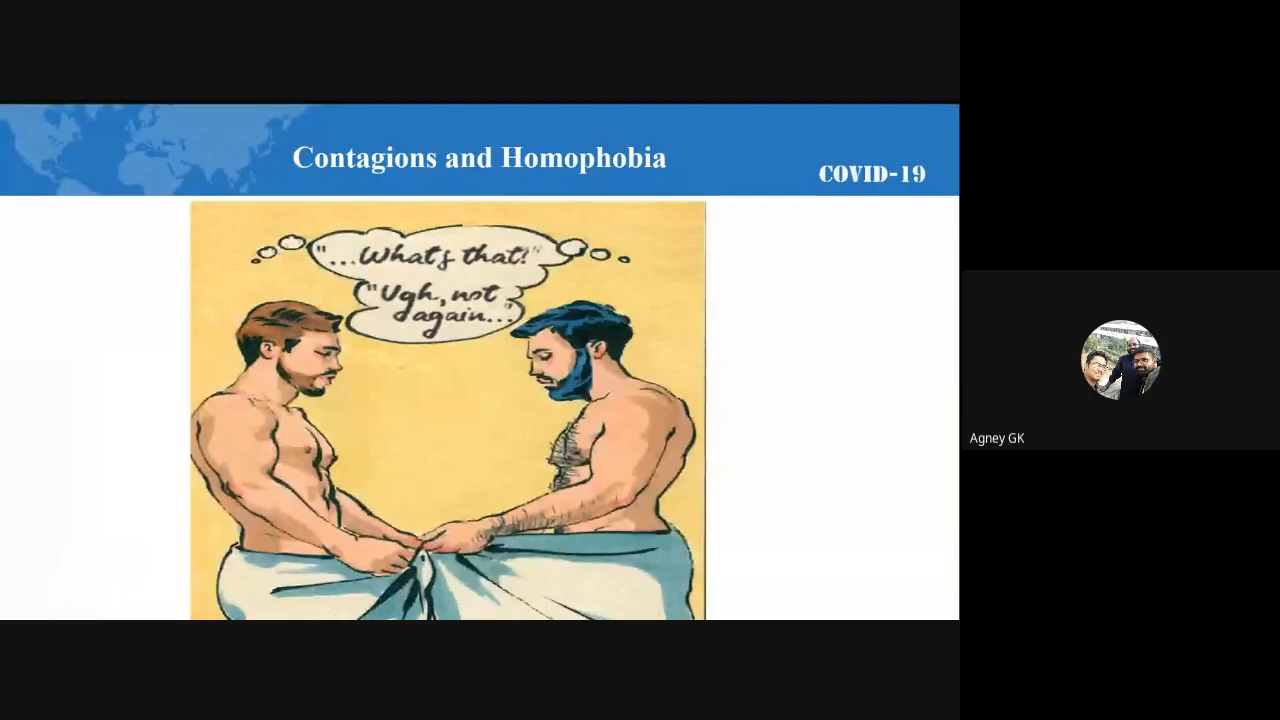 Contagions and Homophobia
COVID-19
"...What's that!"
"Ugh, not
again..."
Agney GK